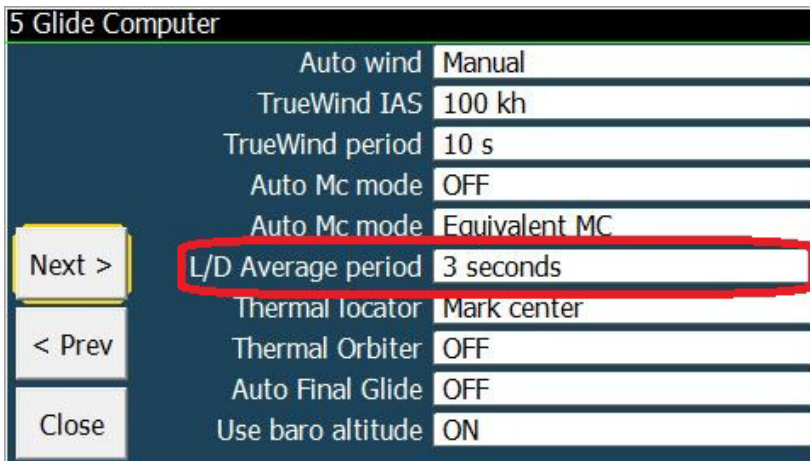 5 Glide Computer
Auto wind Manual
TrueWind IAS 100 kh
TrueWind period 10 s
Auto Mc mode OFF
Auto Mc mode Equivalent MC
Next > L/D Average period 3 seconds
Thermal locator Mark center
< Prev Thermal Orbiter OFF
Auto Final Glide OFF
Close Use baro altitude ON